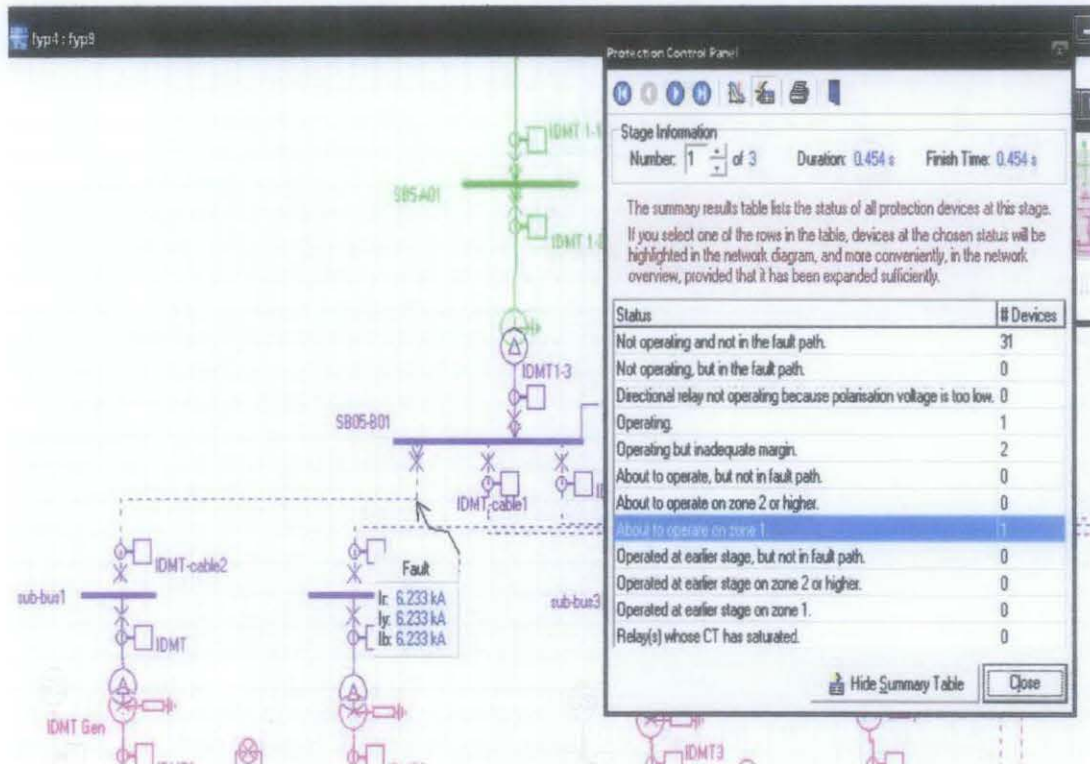 fyp4 : fyp9
Protection Control Panel
Stage Information
Number: 1 of 3 Duration: 0.454 s Finish Time: 0.454 s
The summary results table lists the status of all protection devices at this stage.
If you select one of the rows in the table, devices at the chosen status will be
highlighted in the network diagram, and more conveniently, in the network
overview, provided that it has been expanded sufficiently.
Status # Devices
Not operating and not in the fault path. 31
Not operating, but in the fault path. 0
Directional relay not operating because polarisation voltage is too low. 0
Operating. 1
Operating but inadequate margin. 2
About to operate, but not in fault path. 0
About to operate on zone 2 or higher. 0
About to operate on zone 1. 1
Operated at earlier stage, but not in fault path. 0
Operated at earlier stage on zone 2 or higher. 0
Operated at earlier stage on zone 1. 0
Relay(s) whose CT has saturated. 0
Hide Summary Table Close
IDMT 1-1
SB5-A01
IDMT 1-
IDMT1-3
SB05-B01
IDMT-cable1
IDMT-cable2
Fault
Ir: 6.233 kA
Iy: 6.233 kA
Ib: 6.233 kA
sub-bus1
sub-bus3
IDMT
IDMT Gen
IDMT3